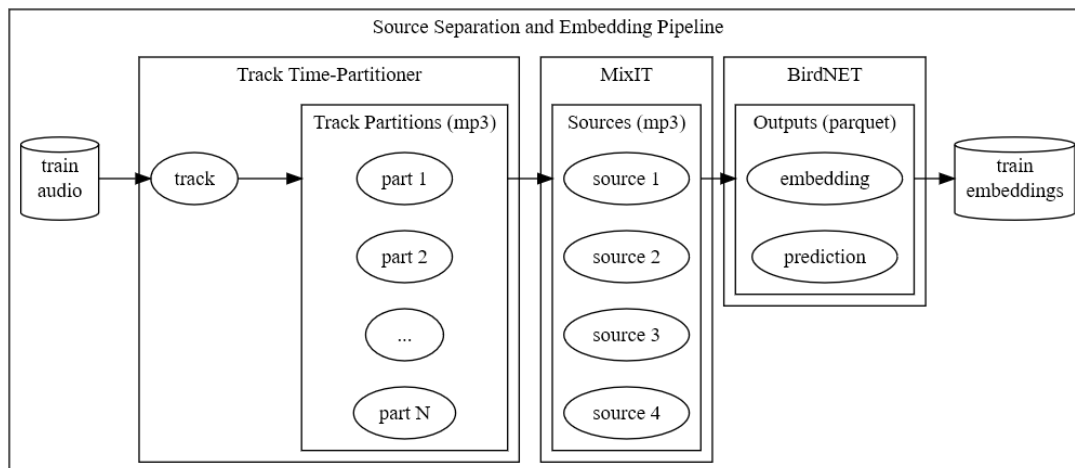 Source Separation and Embedding Pipeline
Track Time-Partitioner
MixIT
BirdNET
Track Partitions (mp3)
Sources (mp3)
Outputs (parquet)
train
audio
track
part 1
source 1
embedding
train
embeddings
part 2
source 2
prediction
...
source 3
part N
source 4